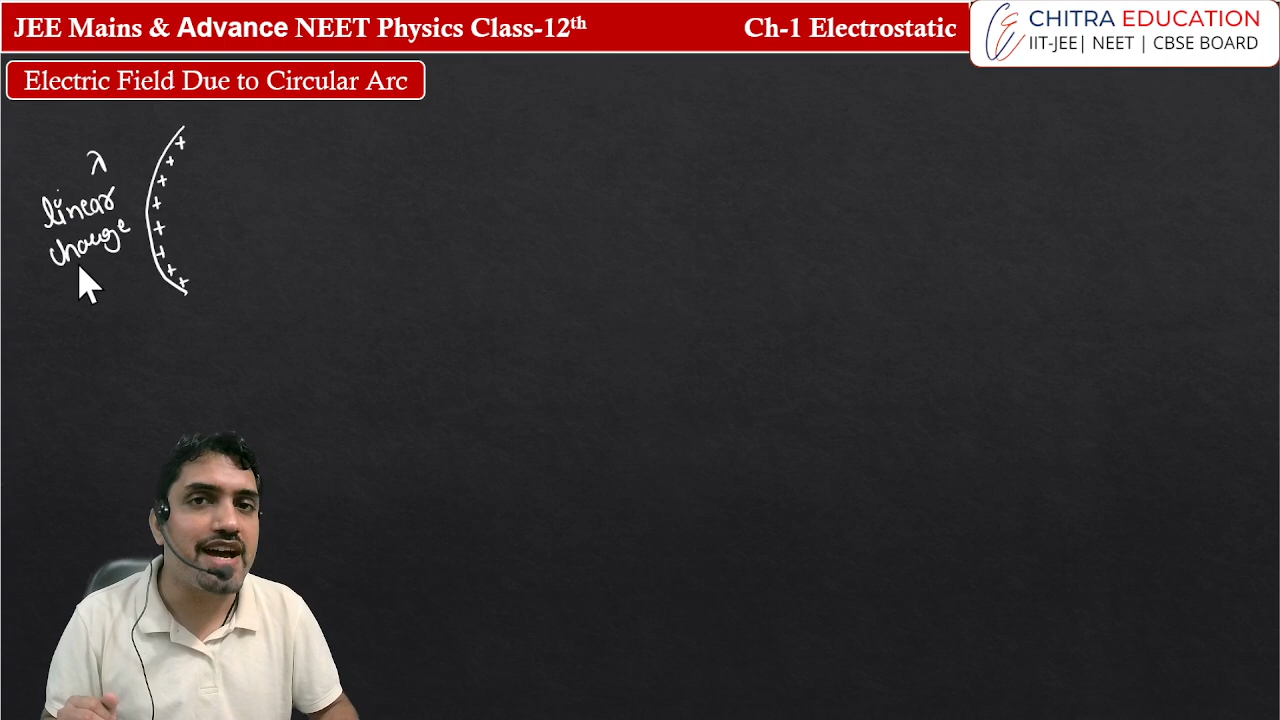 JEE Mains & Advance NEET Physics Class-12th
Ch-1 Electrostatic
CHITRA EDUCATION
IIT-JEE| NEET | CBSE BOARD
Electric Field Due to Circular Arc
λ
linear
charge